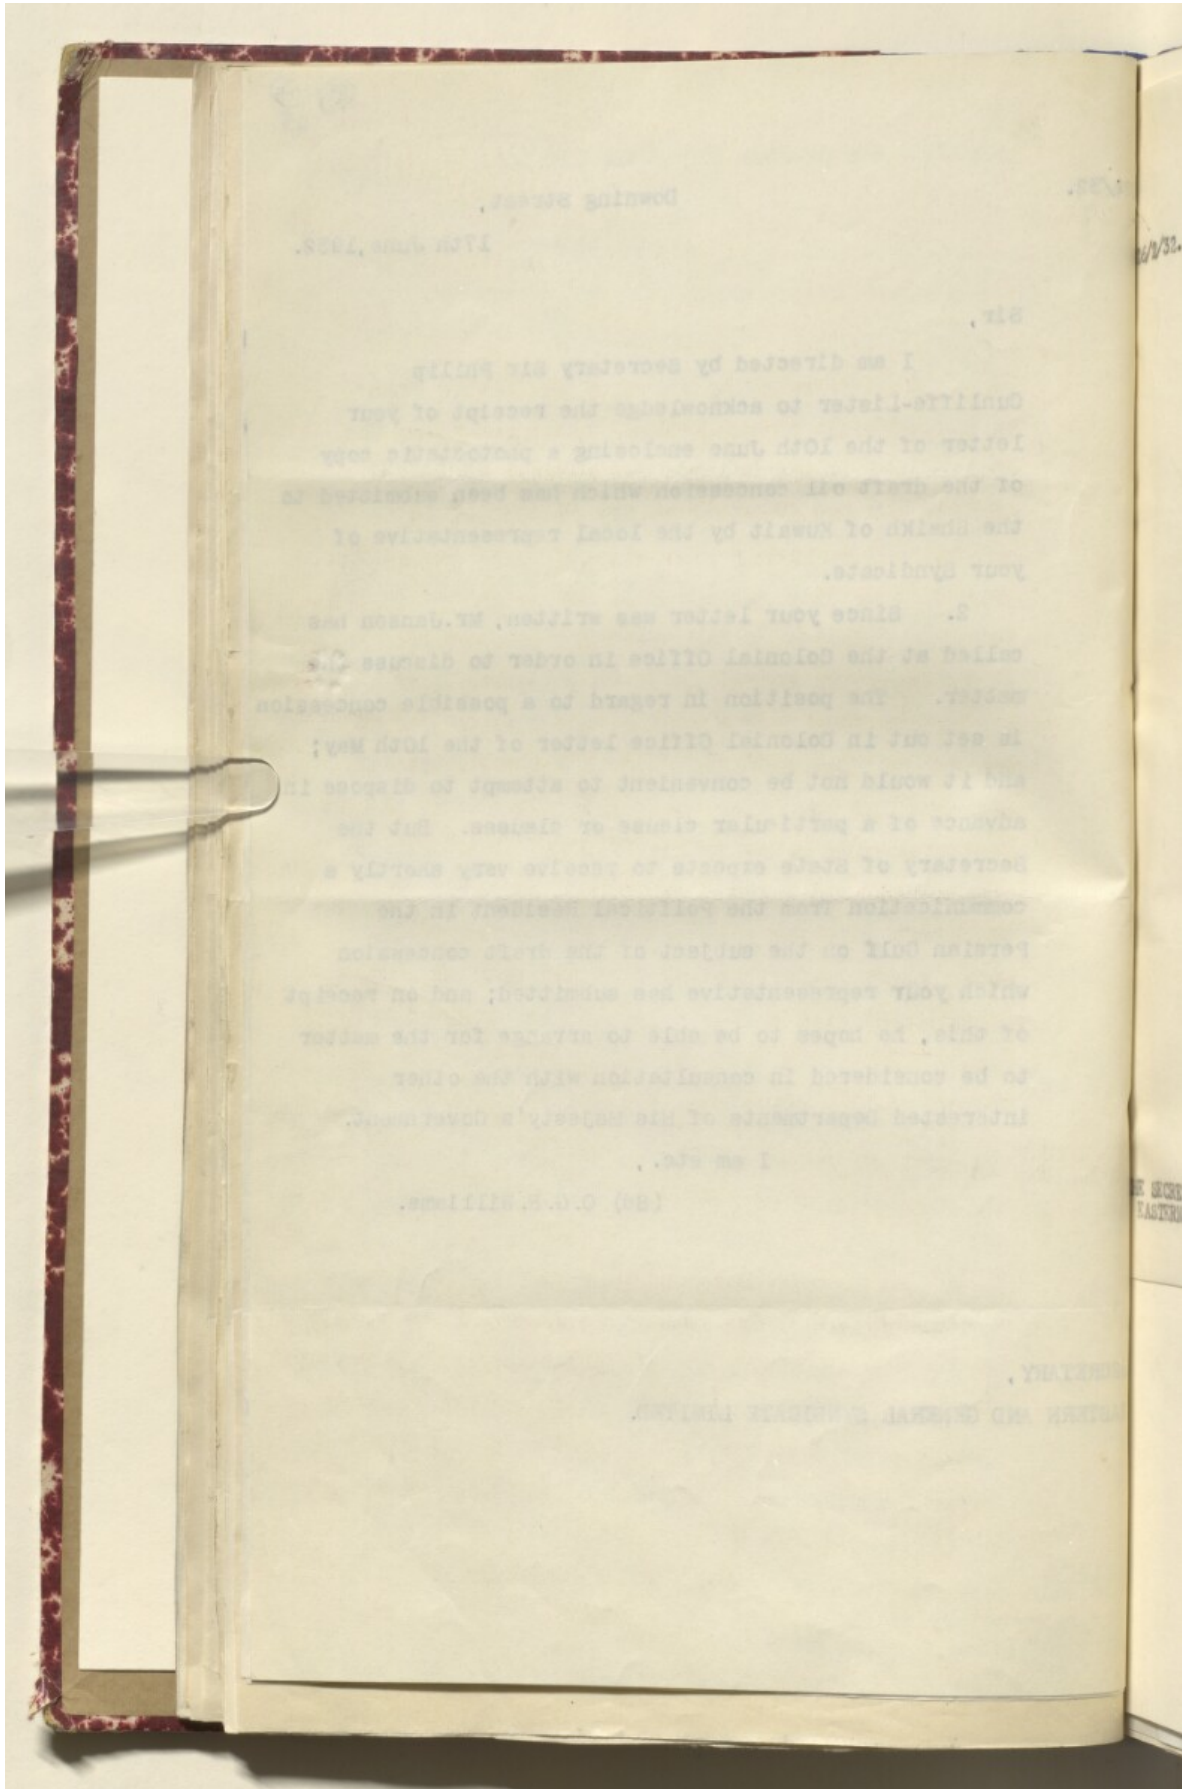 /32.
Downing Street,
17th June, 1932.
Sir,
I am directed by Secretary Sir Philip
Cunliffe-Lister to acknowledge the receipt of your
letter of the 10th June enclosing a photostatic copy
of the draft oil concession which has been submitted to
the Sheikh of Kuwait by the local representative of
your Syndicate.
2. Since your letter was written, Mr. Janson has
called at the Colonial Office in order to discuss the
matter. The position in regard to a possible concession
is set out in Colonial Office letter of the 10th May;
and it would not be convenient to attempt to dispose in
advance of a particular clause or clauses. But the
Secretary of State expects to receive very shortly a
communication from the Political Resident in the
Persian Gulf on the subject of the draft concession
which your representative has submitted; and on receipt
of this, he hopes to be able to arrange for the matter
to be considered in consultation with the other
interested Departments of His Majesty's Government.
I am etc.,
(Sd) O.G.R.Williams.
SECRETARY,
EASTERN AND GENERAL SYNDICATE LIMITED.
/2/32.
SECRE
EASTERN